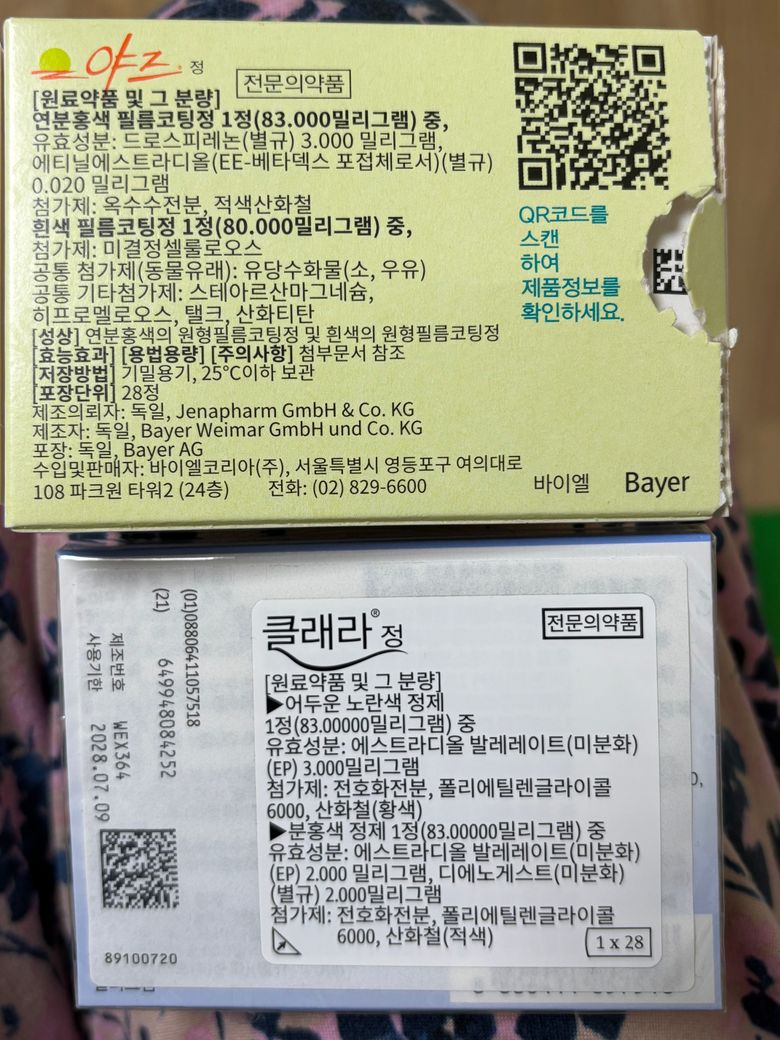 야즈 정
전문의약품
[원료약품 및 그 분량]
연분홍색 필름코팅정 1정(83.000밀리그램) 중,
유효성분: 드로스피레논(별규) 3.000 밀리그램,
에티닐에스트라디올(EE-베타덱스 포접체로서)(별규)
0.020 밀리그램
첨가제: 옥수수전분, 적색산화철
흰색 필름코팅정 1정(80.000밀리그램) 중,
첨가제: 미결정셀룰로오스
공통 첨가제(동물유래): 유당수화물(소, 우유)
공통 기타첨가제: 스테아르산마그네슘,
히프로멜로오스, 탤크, 산화티탄
[성상] 연분홍색의 원형필름코팅정 및 흰색의 원형필름코팅정
[효능효과] [용법용량] [주의사항] 첨부문서 참조
[저장방법] 기밀용기, 25°C이하 보관
[포장단위] 28정
제조의뢰자: 독일, Jenapharm GmbH & Co. KG
제조자: 독일, Bayer Weimar GmbH und Co. KG
포장: 독일, Bayer AG
수입및판매자: 바이엘코리아(주), 서울특별시 영등포구 여의대로
108 파크원 타워2 (24층) 전화: (02) 829-6600
바이엘 Bayer
QR코드를
스캔
하여
제품정보를
확인하세요.
(01)08806411057518
(21) 649948084252
제조번호 WEX364
사용기한 2028.07.09
89100720
클래라® 정
전문의약품
[원료약품 및 그 분량]
▶어두운 노란색 정제
1정(83.00000밀리그램) 중
유효성분: 에스트라디올 발레레이트(미분화)
(EP) 3.000밀리그램
첨가제: 전호화전분, 폴리에틸렌글라이콜
6000, 산화철(황색)
▶분홍색 정제 1정(83.00000밀리그램) 중
유효성분: 에스트라디올 발레레이트(미분화)
(EP) 2.000 밀리그램, 디에노게스트(미분화)
(별규) 2.000밀리그램
첨가제: 전호화전분, 폴리에틸렌글라이콜
6000, 산화철(적색)
1 x 28